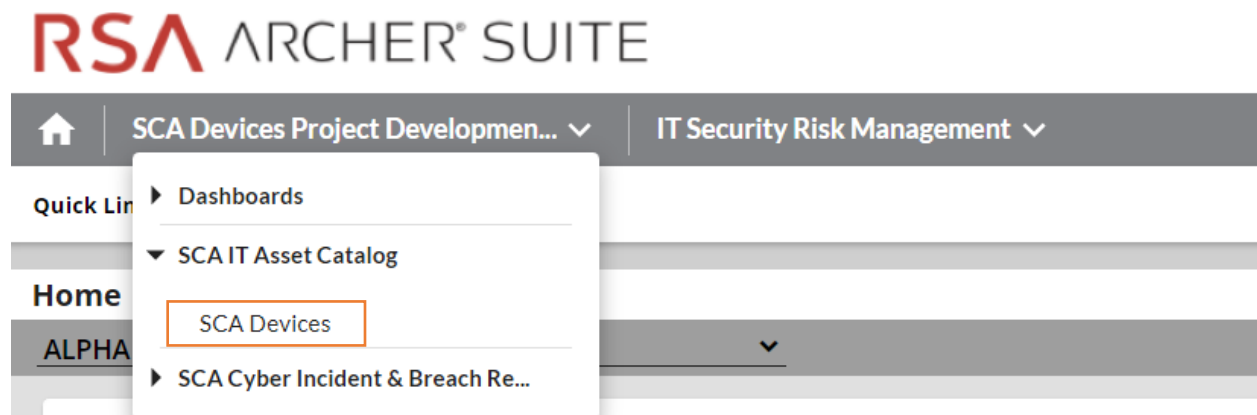 RSA ARCHER® SUITE
SCA Devices Project Developmen... IT Security Risk Management
Quick Lin
Dashboards
SCA IT Asset Catalog
Home
SCA Devices
ALPHA
SCA Cyber Incident & Breach Re...